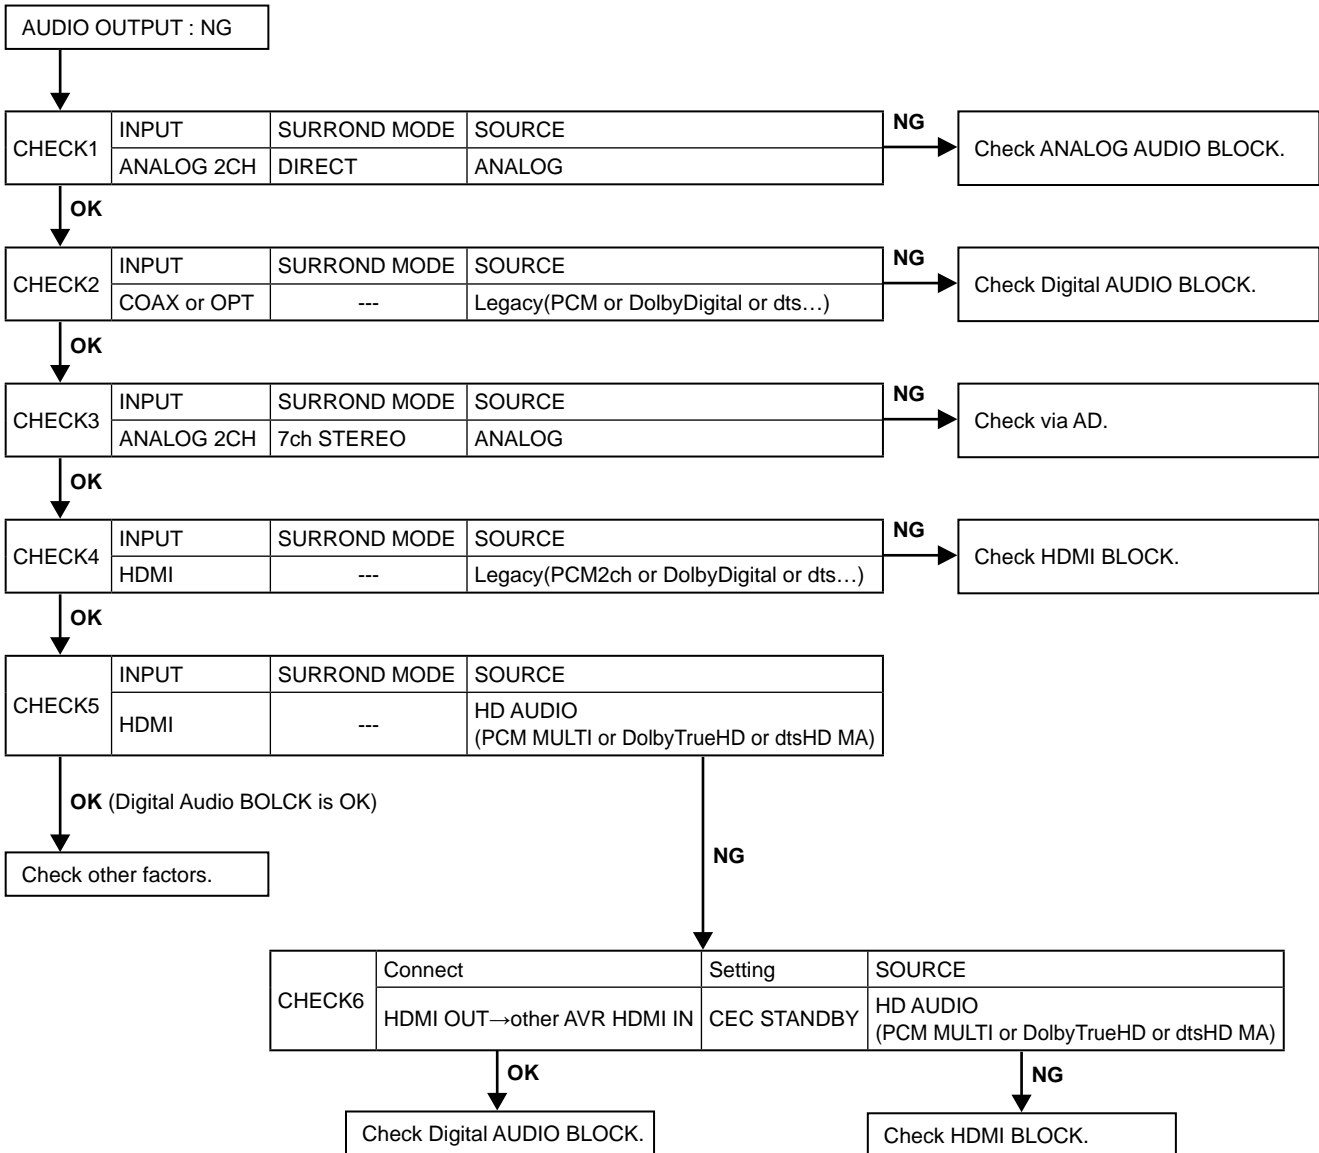 AUDIO OUTPUT : NG
INPUT SURROND MODE SOURCE
CHECK1
ANALOG 2CH DIRECT ANALOG
NG
Check ANALOG AUDIO BLOCK.
OK
INPUT SURROND MODE SOURCE
CHECK2
COAX or OPT --- Legacy(PCM or DolbyDigital or dts…)
NG
Check Digital AUDIO BLOCK.
OK
INPUT SURROND MODE SOURCE
CHECK3
ANALOG 2CH 7ch STEREO ANALOG
NG
Check via AD.
OK
INPUT SURROND MODE SOURCE
CHECK4
HDMI --- Legacy(PCM2ch or DolbyDigital or dts…)
NG
Check HDMI BLOCK.
OK
INPUT SURROND MODE SOURCE
CHECK5
HDMI --- HD AUDIO
(PCM MULTI or DolbyTrueHD or dtsHD MA)
OK (Digital Audio BOLCK is OK)
Check other factors.
NG
Connect Setting SOURCE
CHECK6
HDMI OUT→other AVR HDMI IN CEC STANDBY HD AUDIO
(PCM MULTI or DolbyTrueHD or dtsHD MA)
OK
NG
Check Digital AUDIO BLOCK.
Check HDMI BLOCK.